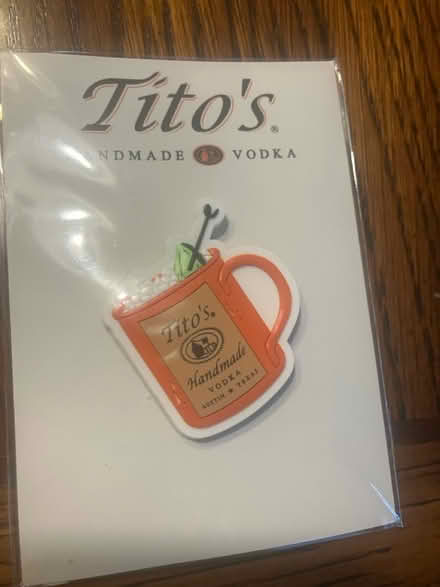 Tito's®
HANDMADE VODKA
Tito's®
Handmade
VODKA
AUSTIN ★ TEXAS